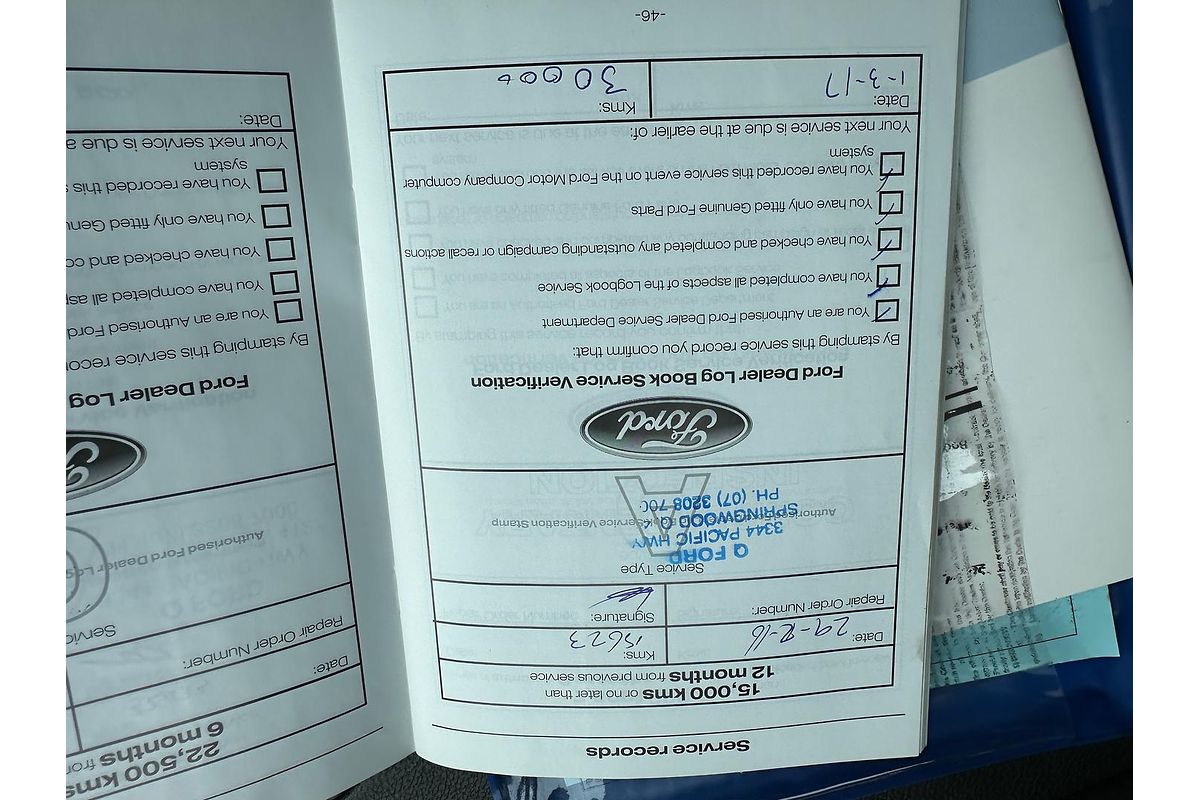 Service records
15,000 kms or no later than
12 months from previous service
Date: 29-8-16
Kms: 15623
Repair Order Number:
Signature:
Service Type
A
Authorised Ford Dealer Log Book Service Verification Stamp
Q FORD
3344 PACIFIC HWY
SPRINGWOOD Q
PH. (07) 3208 700
Ford
Ford Dealer Log Book Service Verification
By stamping this service record you confirm that:
You are an Authorised Ford Dealer Service Department
You have completed all aspects of the Logbook Service
You have checked and completed any outstanding campaign or recall actions
You have only fitted Genuine Ford Parts
You have recorded this service event on the Ford Motor Company computer
system
Your next service is due at the earlier of:
Date: 1-3-17
Kms: 30000
-46-
22,500 kms
6 months from
Date:
Repair Order Number:
Servic
Authorised Ford Dealer Log
Ford Dealer Log
By stamping this service recor
You are an Authorised Ford
You have completed all asp
You have checked and co
You have only fitted Genu
You have recorded this s
system
Your next service is due a
Date: